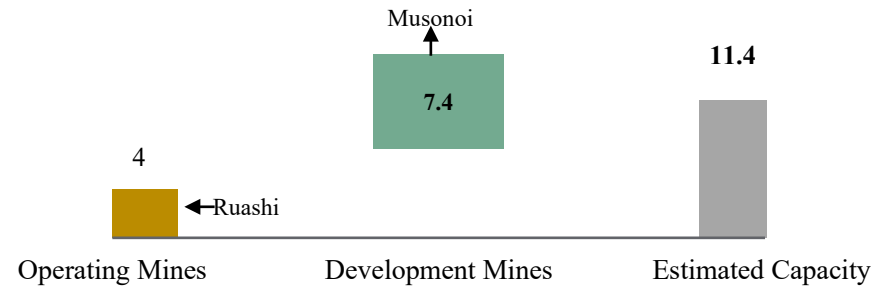 Musonoi
11.4
7.4
4
Ruashi
Operating Mines
Development Mines
Estimated Capacity